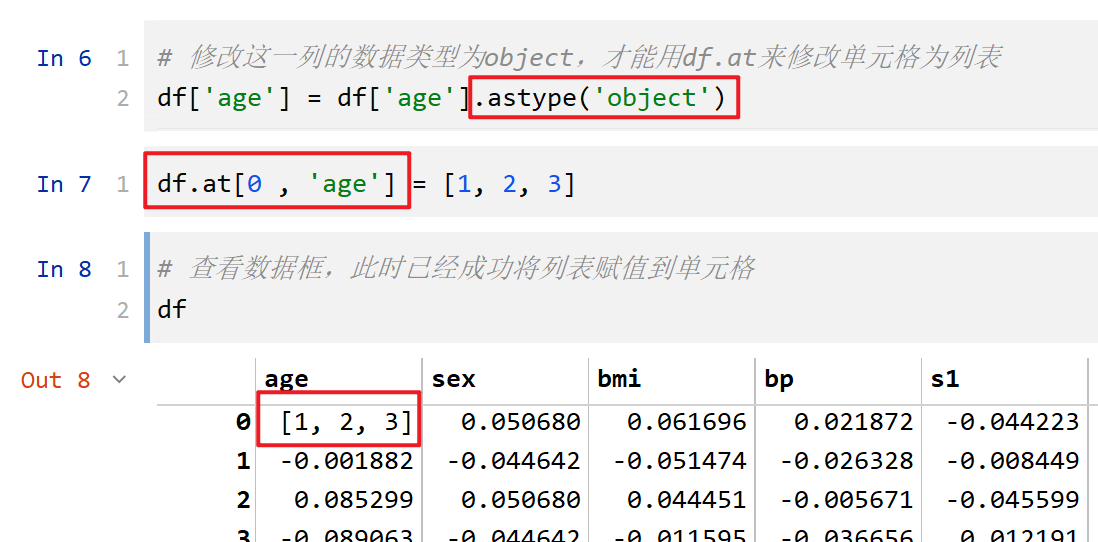 In 6 1 # 修改这一列的数据类型为object，才能用df.at来修改单元格为列表
2 df['age'] = df['age'].astype('object')
In 7 1 df.at[0 , 'age'] = [1, 2, 3]
In 8 1 # 查看数据框，此时已经成功将列表赋值到单元格
2 df
Out 8 age sex bmi bp s1
0 [1, 2, 3] 0.050680 0.061696 0.021872 -0.044223
1 -0.001882 -0.044642 -0.051474 -0.026328 -0.008449
2 0.085299 0.050680 0.044451 -0.005671 -0.045599
3 -0.089063 -0.044642 -0.011595 -0.036656 0.012191